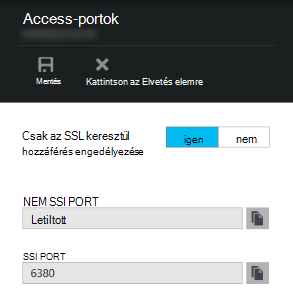 Access-portok
Mentés
Kattintson az Elvetés elemre
Csak az SSL keresztül
hozzáférés engedélyezése
igen
nem
NEM SSI PORT
Letiltott
SSI PORT
6380